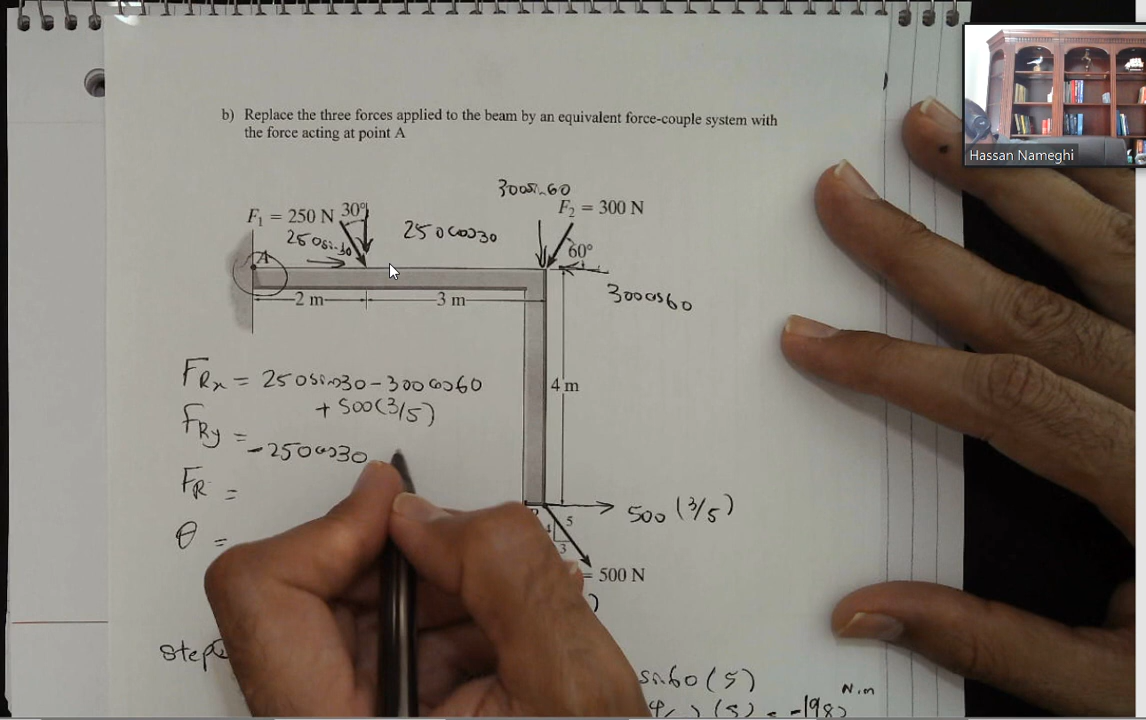 b) Replace the three forces applied to the beam by an equivalent force-couple system with
the force acting at point A
Hassan Nameghi
300sin60
F₁ = 250 N 30°
F₂ = 300 N
250sin30
250cos30
60°
A
300cos60
2 m
3 m
4 m
FRx = 250sin30 - 300cos60
+ 500(3/5)
FRy = -250cos30
FR =
θ =
500 (3/5)
5
4
3
= 500 N
)
step
sin60 (5)
) (5) = -1982 N.m